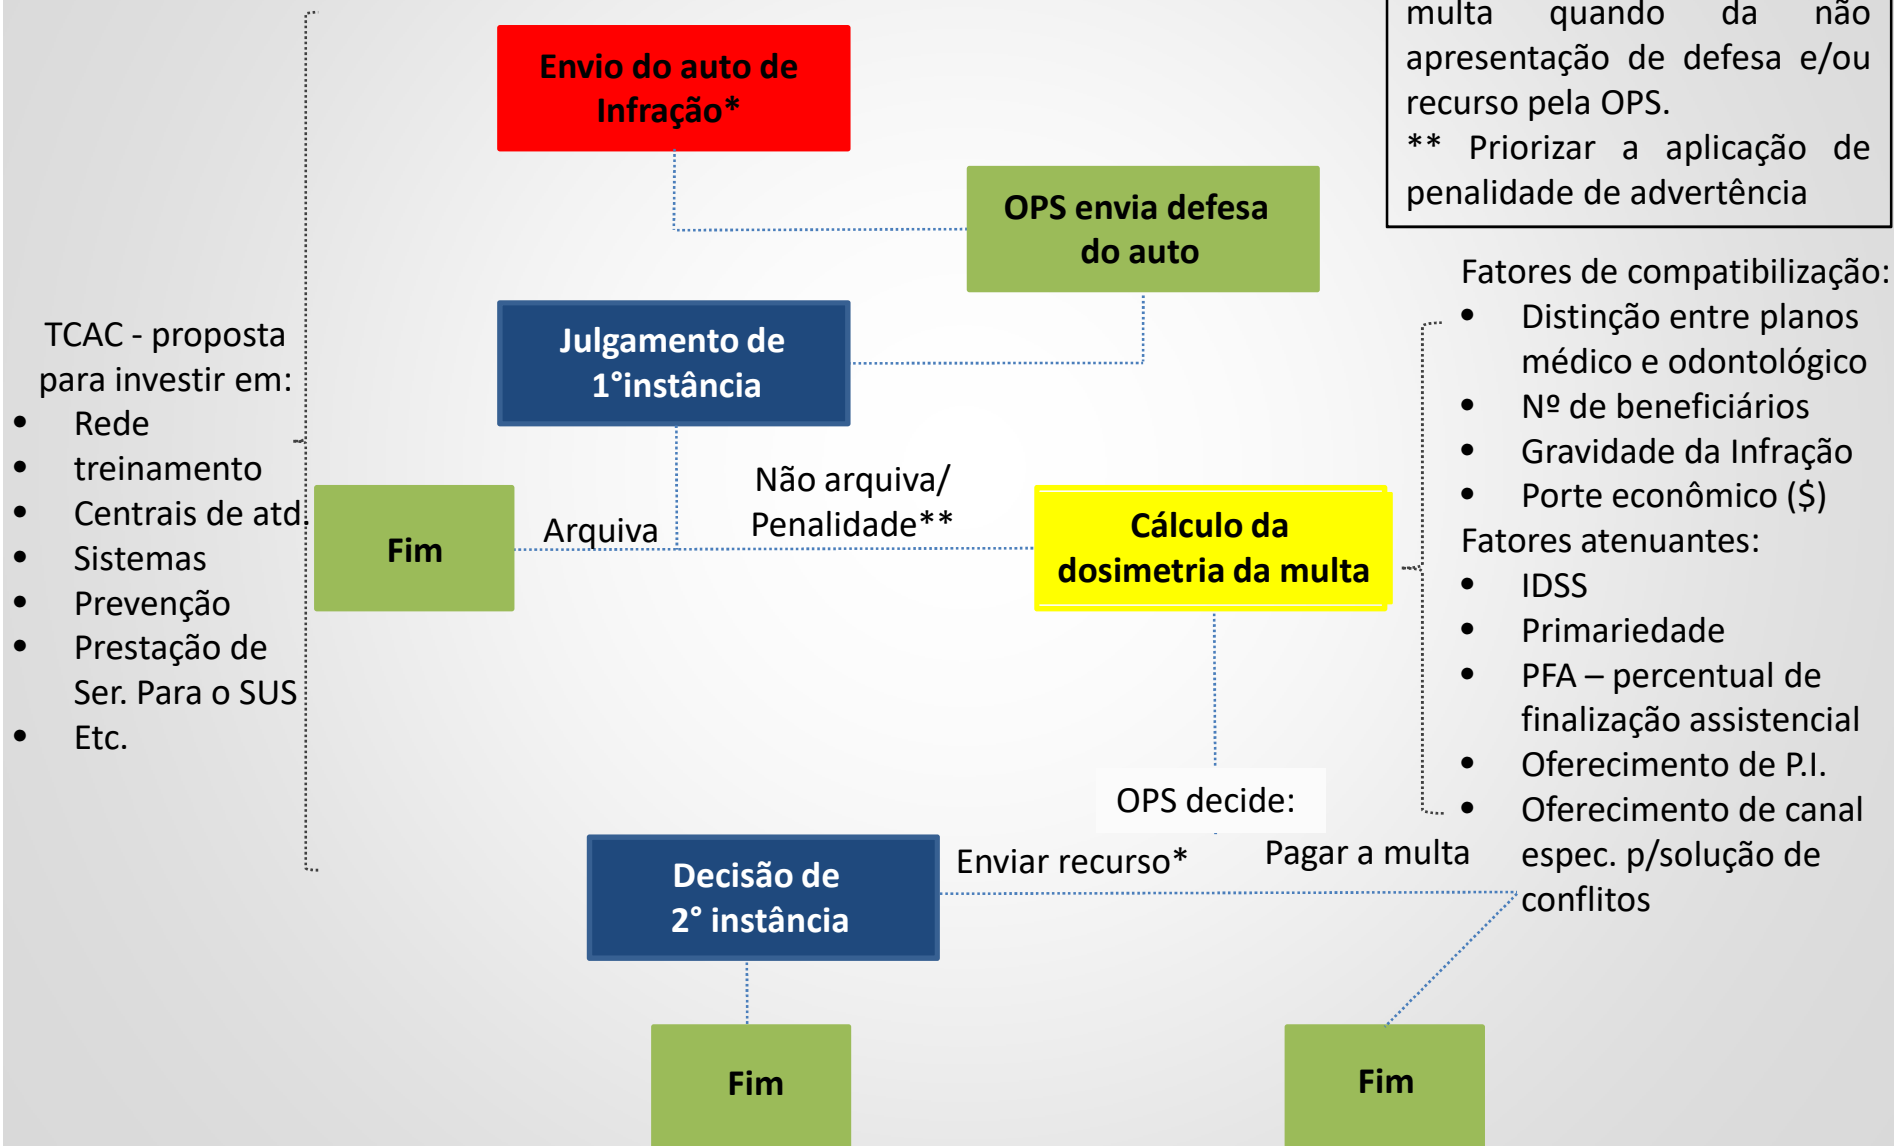 multa quando da não
apresentação de defesa e/ou
recurso pela OPS.
** Priorizar a aplicação de
penalidade de advertência
Envio do auto de
Infração*
OPS envia defesa
do auto
Julgamento de
1°instância
TCAC - proposta
para investir em:
• Rede
• treinamento
• Centrais de atd.
• Sistemas
• Prevenção
• Prestação de
Ser. Para o SUS
• Etc.
Fim
Arquiva
Não arquiva/
Penalidade**
Cálculo da
dosimetria da multa
Fatores de compatibilização:
• Distinção entre planos
médico e odontológico
• Nº de beneficiários
• Gravidade da Infração
• Porte econômico ($)
Fatores atenuantes:
• IDSS
• Primariedade
• PFA – percentual de
finalização assistencial
• Oferecimento de P.I.
• Oferecimento de canal
espec. p/solução de
conflitos
OPS decide:
Enviar recurso*
Pagar a multa
Decisão de
2° instância
Fim
Fim